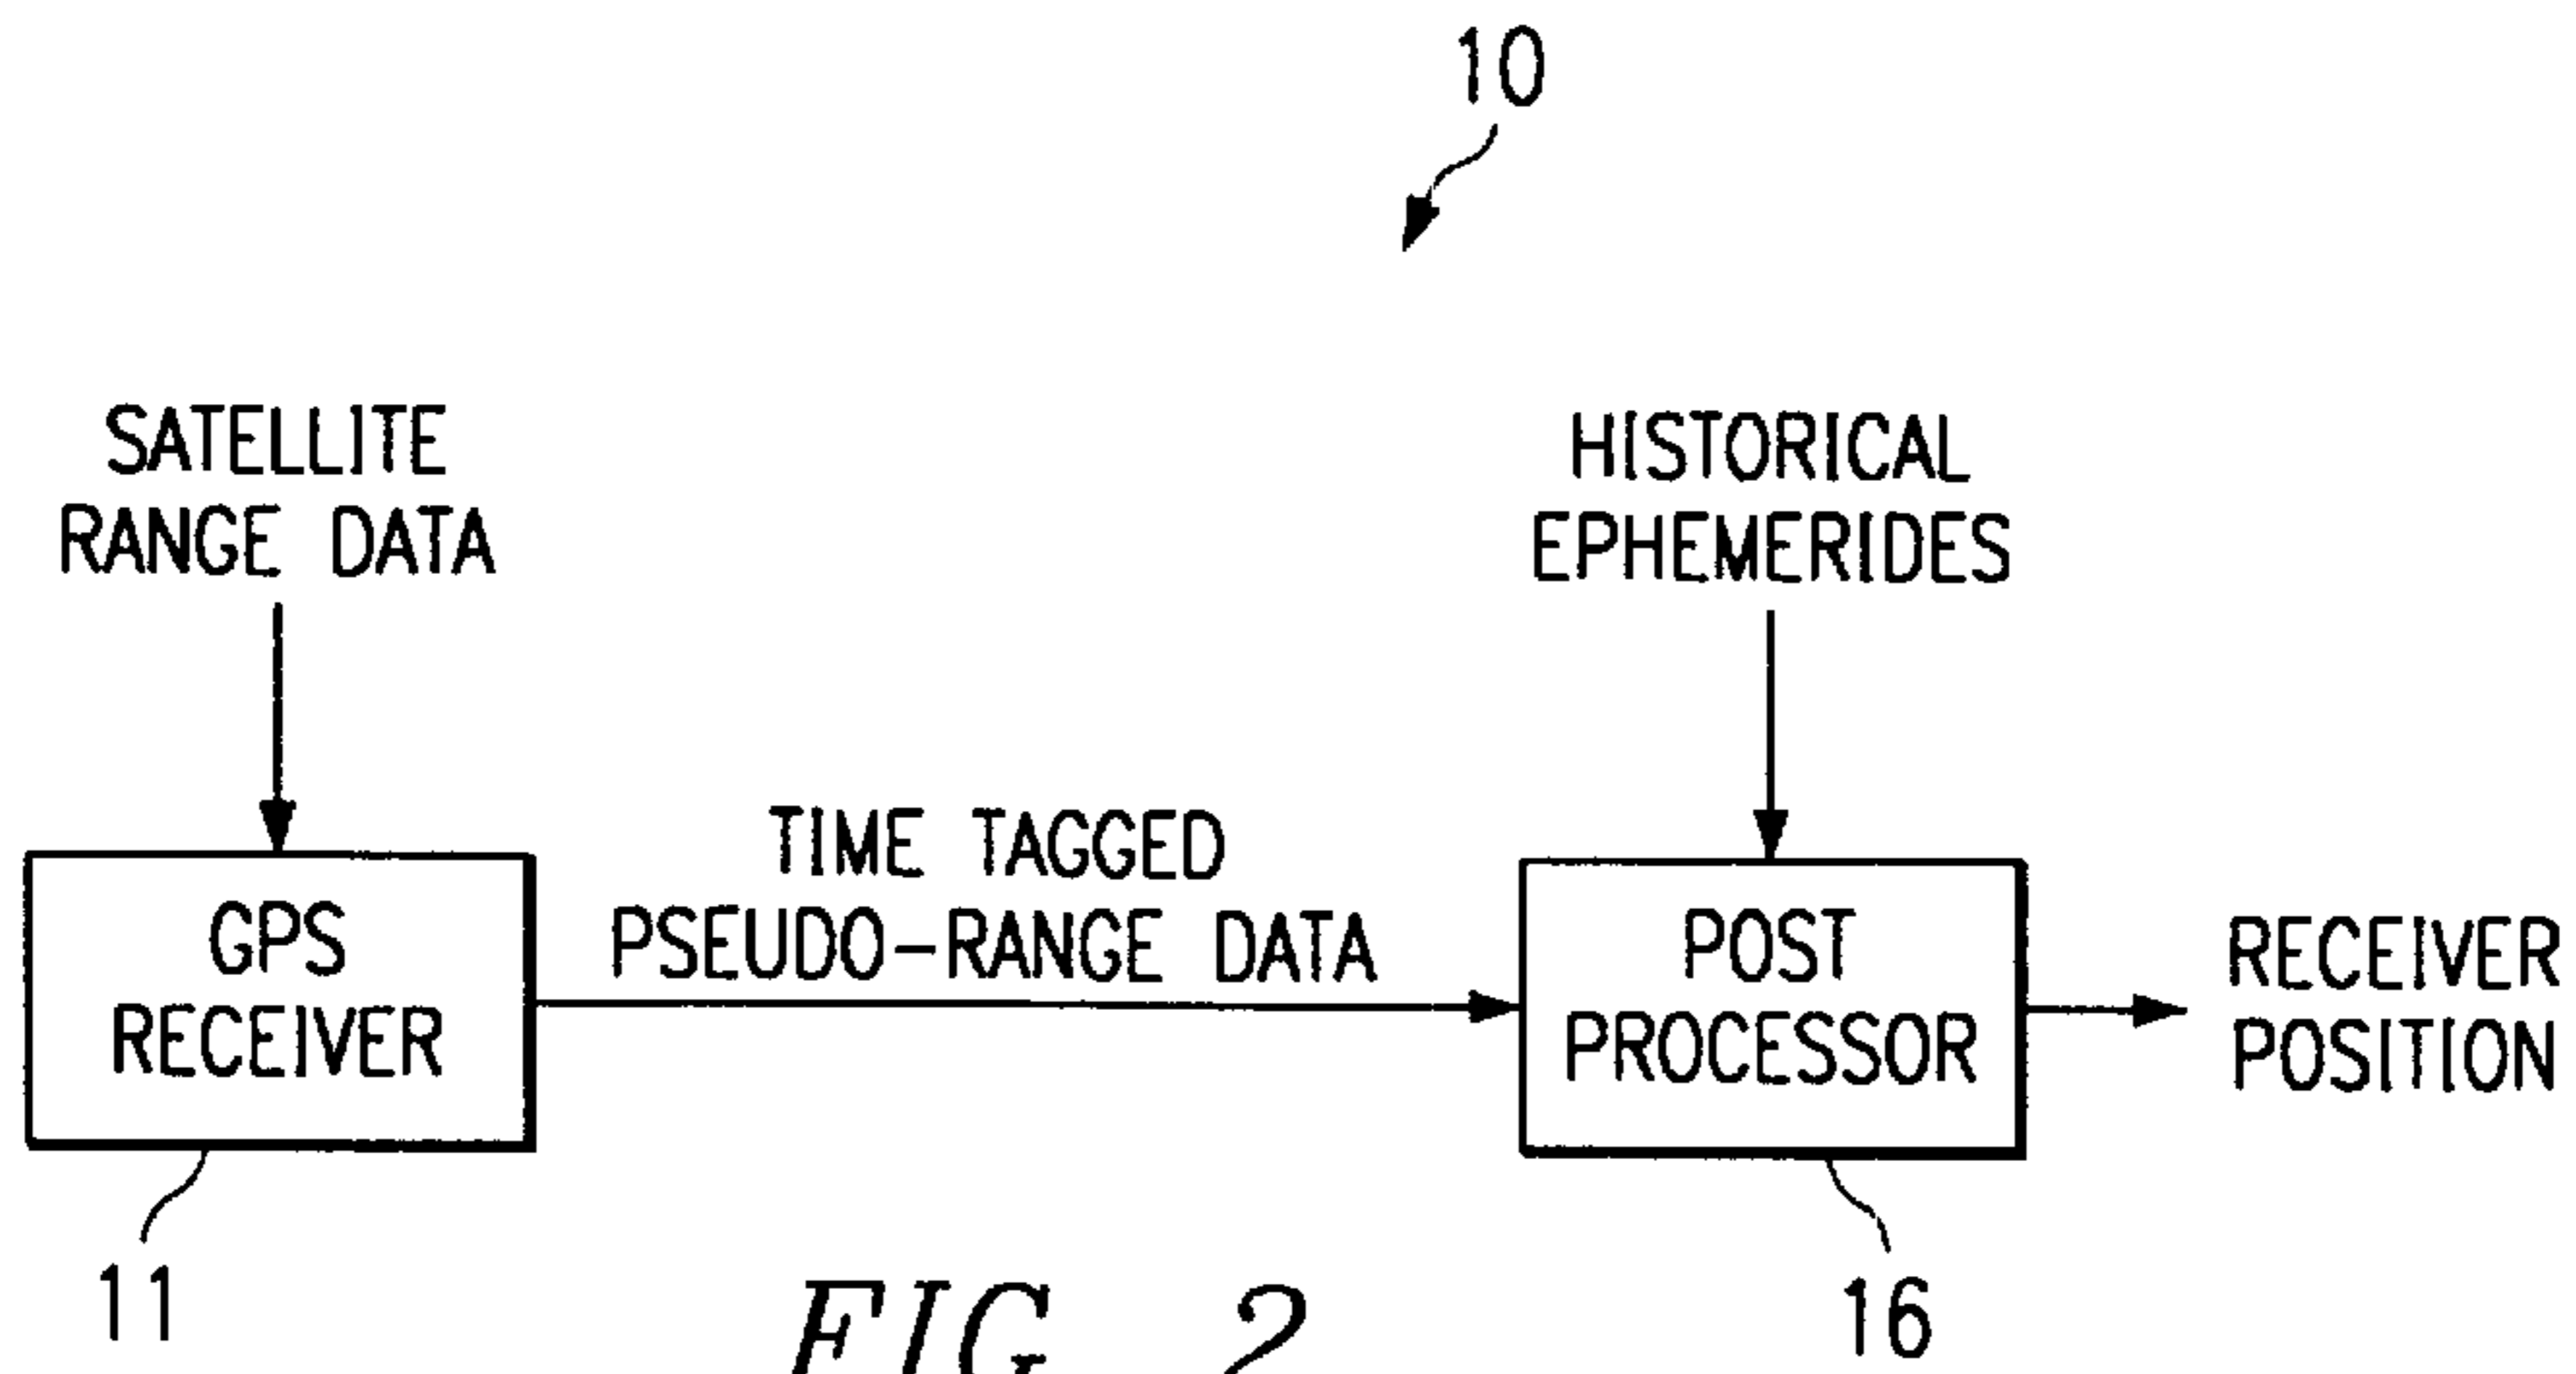 10
SATELLITE
RANGE DATA
HISTORICAL
EPHEMERIDES
TIME TAGGED
PSEUDO-RANGE DATA
GPS
RECEIVER
POST
PROCESSOR
RECEIVER
POSITION
11
16
FIG. 2